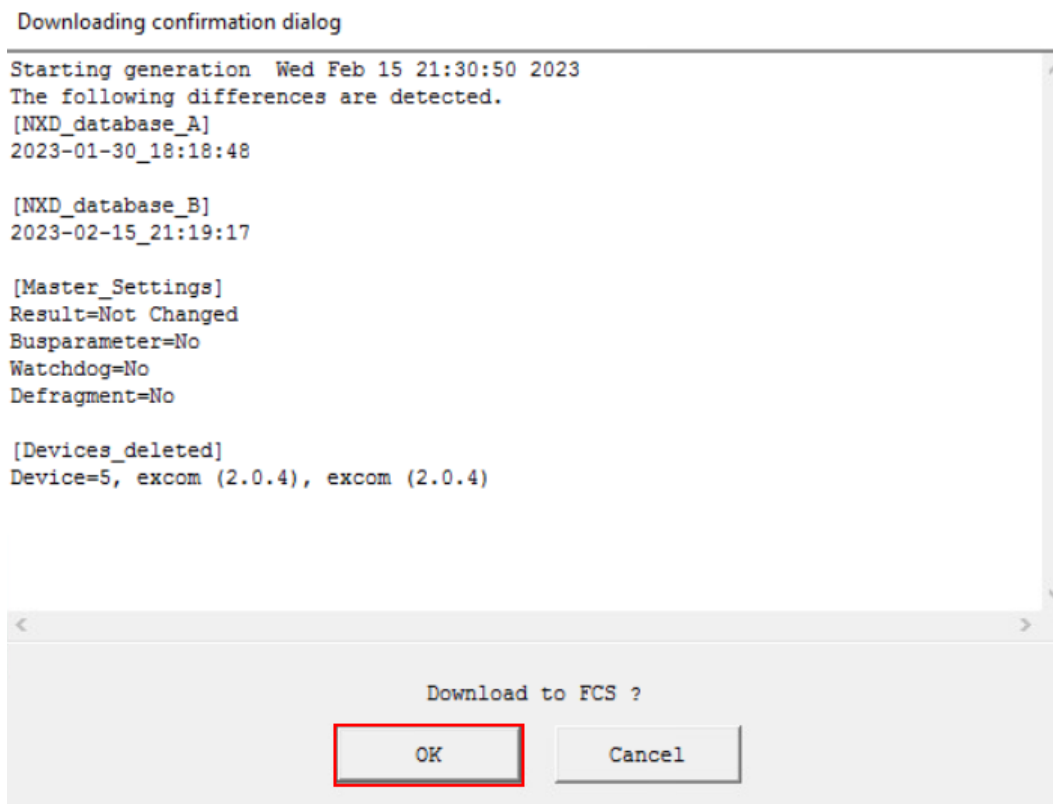 Downloading confirmation dialog
Starting generation  Wed Feb 15 21:30:50 2023
The following differences are detected.
[NXD_database_A]
2023-01-30_18:18:48
[NXD_database_B]
2023-02-15_21:19:17
[Master_Settings]
Result=Not Changed
Busparameter=No
Watchdog=No
Defragment=No
[Devices_deleted]
Device=5, excom (2.0.4), excom (2.0.4)
Download to FCS ?
OK
Cancel